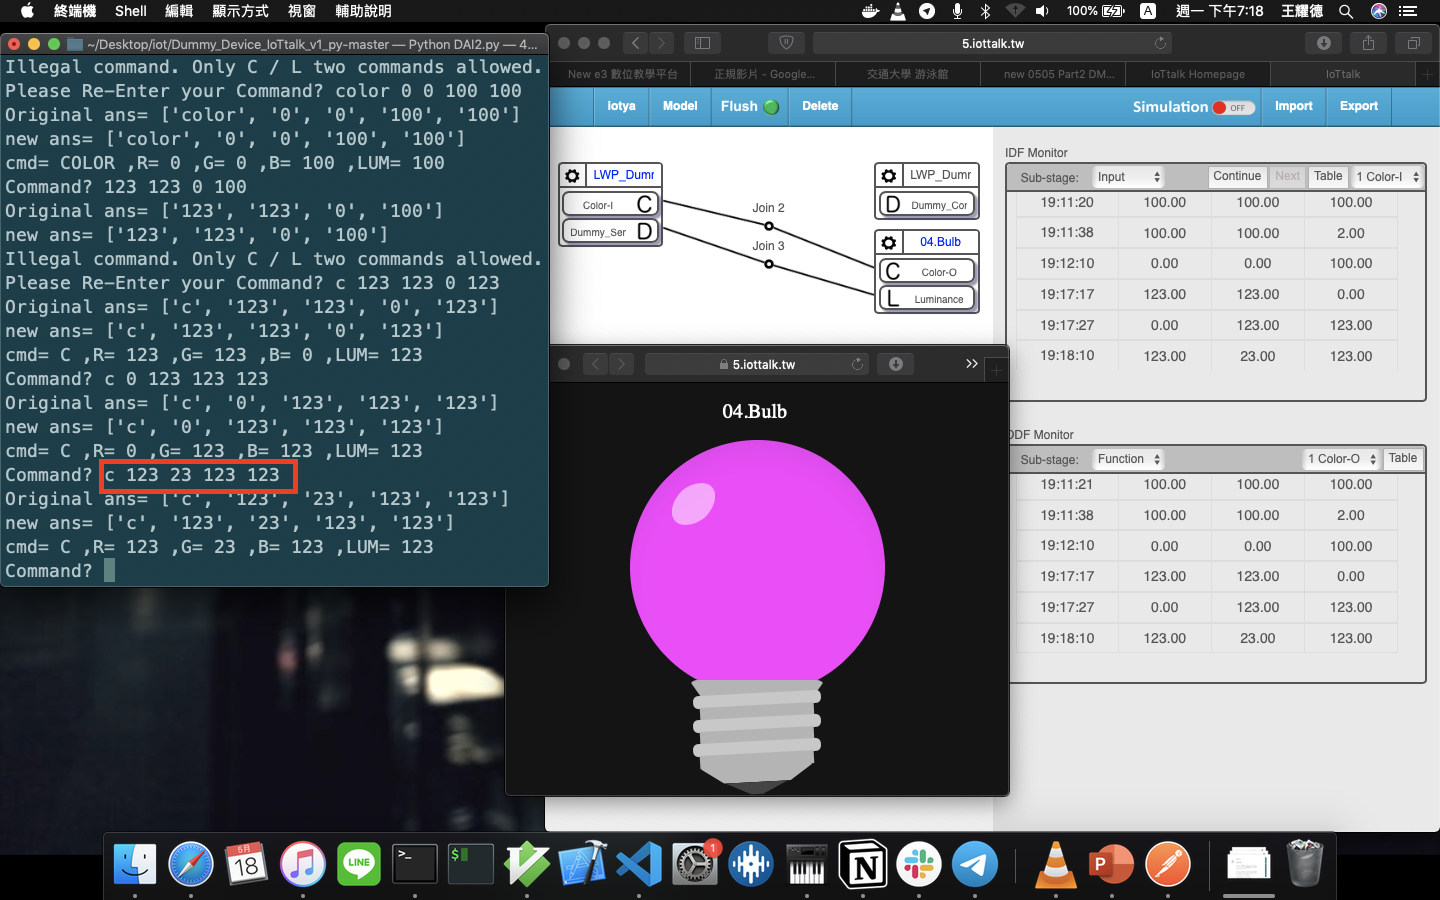 終端機 Shell 編輯 顯示方式 視窗 輔助說明 100% A 週一 下午7:18 王耀德
~/Desktop/iot/Dummy_Device_IoTtalk_v1_py-master — Python DAI2.py — 4...
Illegal command. Only C / L two commands allowed.
Please Re-Enter your Command? color 0 0 100 100
Original ans= ['color', '0', '0', '100', '100']
new ans= ['color', '0', '0', '100', '100']
cmd= COLOR ,R= 0 ,G= 0 ,B= 100 ,LUM= 100
Command? 123 123 0 100
Original ans= ['123', '123', '0', '100']
new ans= ['123', '123', '0', '100']
Illegal command. Only C / L two commands allowed.
Please Re-Enter your Command? c 123 123 0 123
Original ans= ['c', '123', '123', '0', '123']
new ans= ['c', '123', '123', '0', '123']
cmd= C ,R= 123 ,G= 123 ,B= 0 ,LUM= 123
Command? c 0 123 123 123
Original ans= ['c', '0', '123', '123', '123']
new ans= ['c', '0', '123', '123', '123']
cmd= C ,R= 0 ,G= 123 ,B= 123 ,LUM= 123
Command? c 123 23 123 123
Original ans= ['c', '123', '23', '123', '123']
new ans= ['c', '123', '23', '123', '123']
cmd= C ,R= 123 ,G= 23 ,B= 123 ,LUM= 123
Command?
5.iottalk.tw
New e3 數位教學平台 正規影片 - Google... 交通大學 游泳館 new 0505 Part2 DM... IoTtalk Homepage IoTtalk
iotya Model Flush Delete Simulation OFF Import Export
LWP_Dumr
Color-I C
Dummy_Ser D
Join 2
Join 3
LWP_Dumr
D Dummy_Cor
04.Bulb
C Color-O
L Luminance
IDF Monitor
Sub-stage: Input Continue Next Table 1 Color-I
19:11:20 100.00 100.00 100.00
19:11:38 100.00 100.00 2.00
19:12:10 0.00 0.00 100.00
19:17:17 123.00 123.00 0.00
19:17:27 0.00 123.00 123.00
19:18:10 123.00 23.00 123.00
DDF Monitor
Sub-stage: Function 1 Color-O Table
19:11:21 100.00 100.00 100.00
19:11:38 100.00 100.00 2.00
19:12:10 0.00 0.00 100.00
19:17:17 123.00 123.00 0.00
19:17:27 0.00 123.00 123.00
19:18:10 123.00 23.00 123.00
5.iottalk.tw
04.Bulb
5月
18
LINE
>_
$
1
N
P